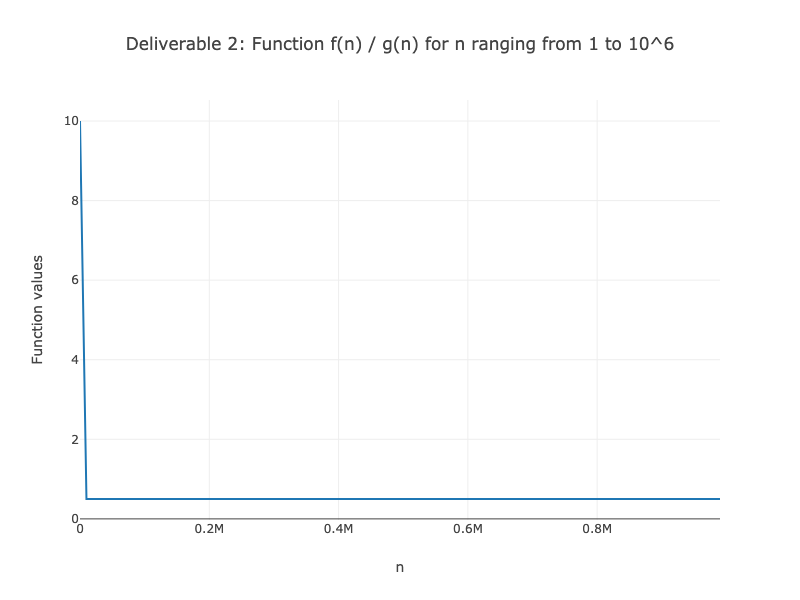 Deliverable 2: Function f(n) / g(n) for n ranging from 1 to 10^6
Function values
10
8
6
4
2
0
0
0.2M
0.4M
0.6M
0.8M
n